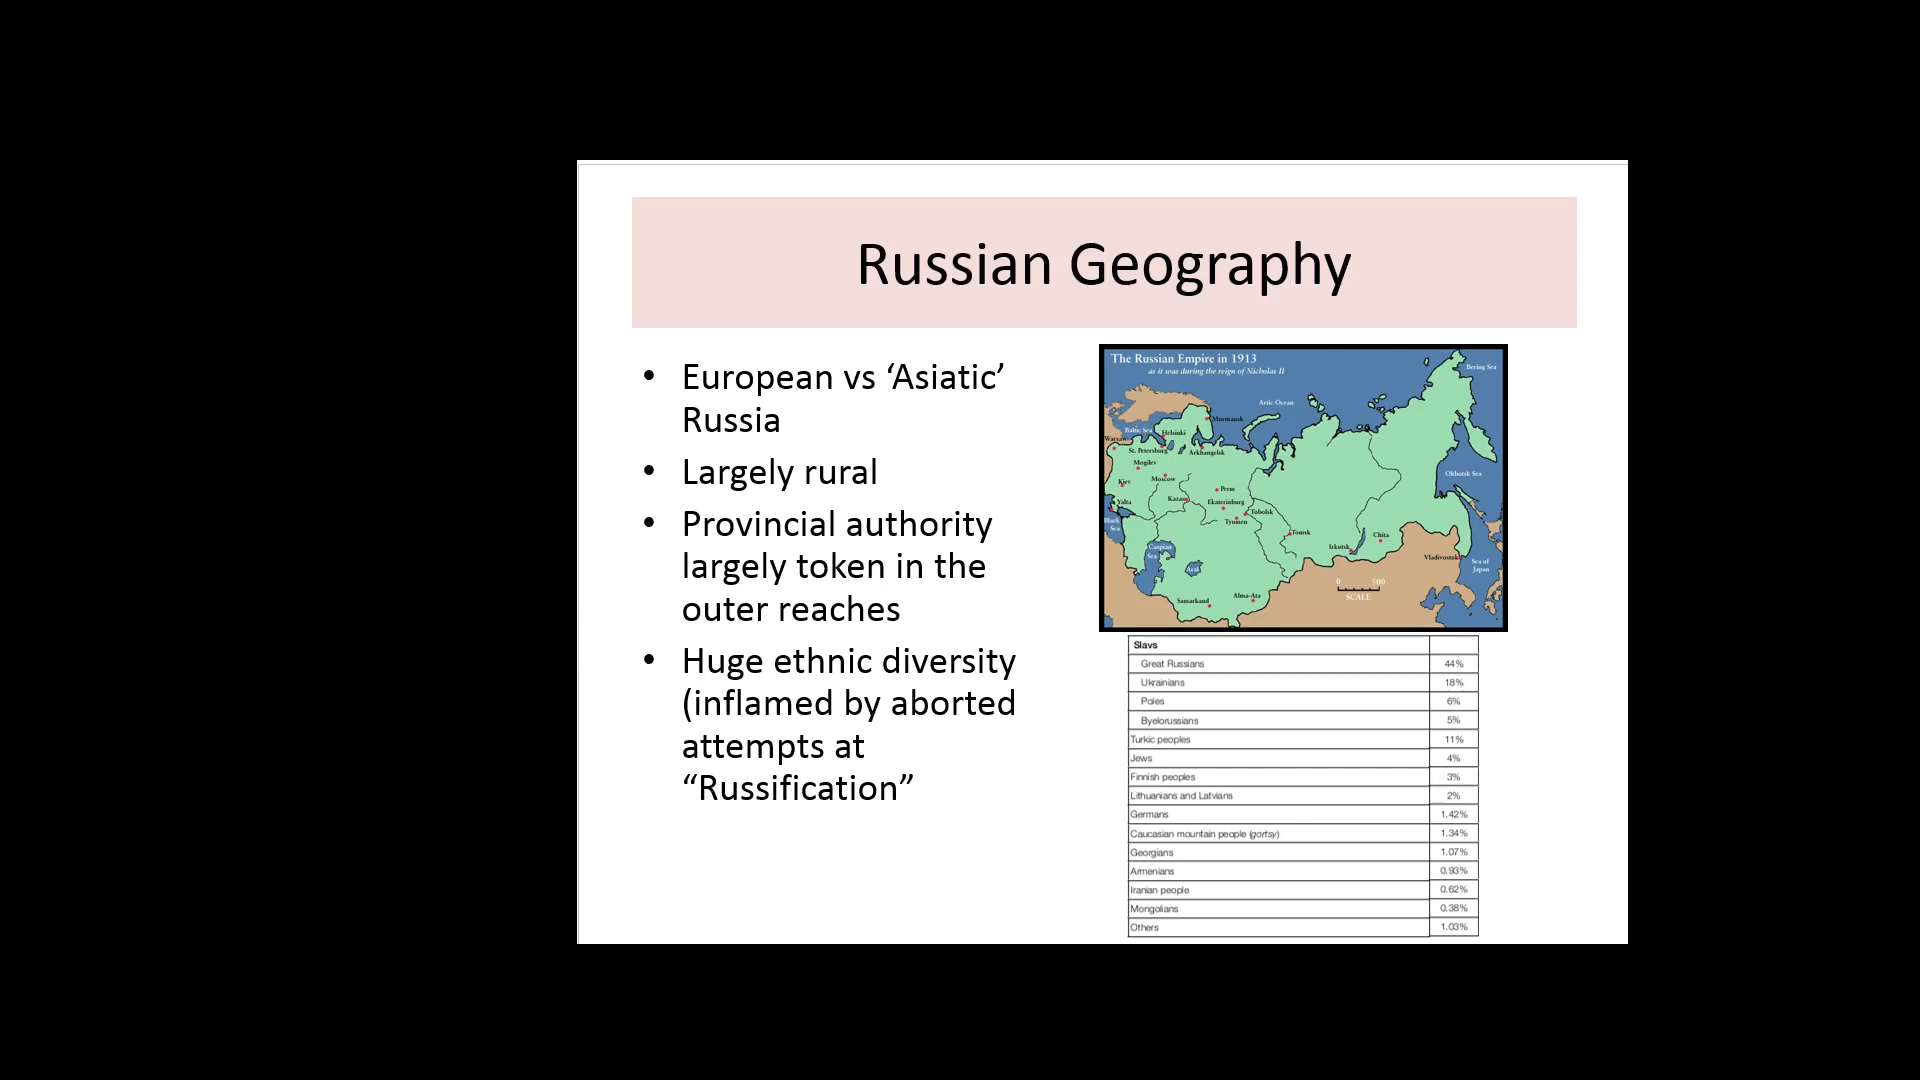 Russian Geography
• European vs ‘Asiatic’
Russia
• Largely rural
• Provincial authority
largely token in the
outer reaches
• Huge ethnic diversity
(inflamed by aborted
attempts at
“Russification”
The Russian Empire in 1913
as it was during the reign of Nicholas II
Bering Sea
Actic Ocean
Murmansk
Baltic Sea
Helsinki
Warsaw
St. Petersburg
Arkhangelsk
Mogilev
Okhotsk Sea
Kiev
Moscow
Perm
Yalta
Kazan
Ekaterinburg
Tobolsk
Black
Sea
Tyumen
Tomsk
Chita
Caspian
Sea
Irkutsk
Vladivostok
Aral
Sea of
Japan
0 500
SCALE
Samarkand
Alma-Ata
Slavs
Great Russians 44%
Ukrainians 18%
Poles 6%
Byelorussians 5%
Turkic peoples 11%
Jews 4%
Finnish peoples 3%
Lithuanians and Latvians 2%
Germans 1.42%
Caucasian mountain people (gortsy) 1.34%
Georgians 1.07%
Armenians 0.93%
Iranian people 0.62%
Mongolians 0.38%
Others 1.03%